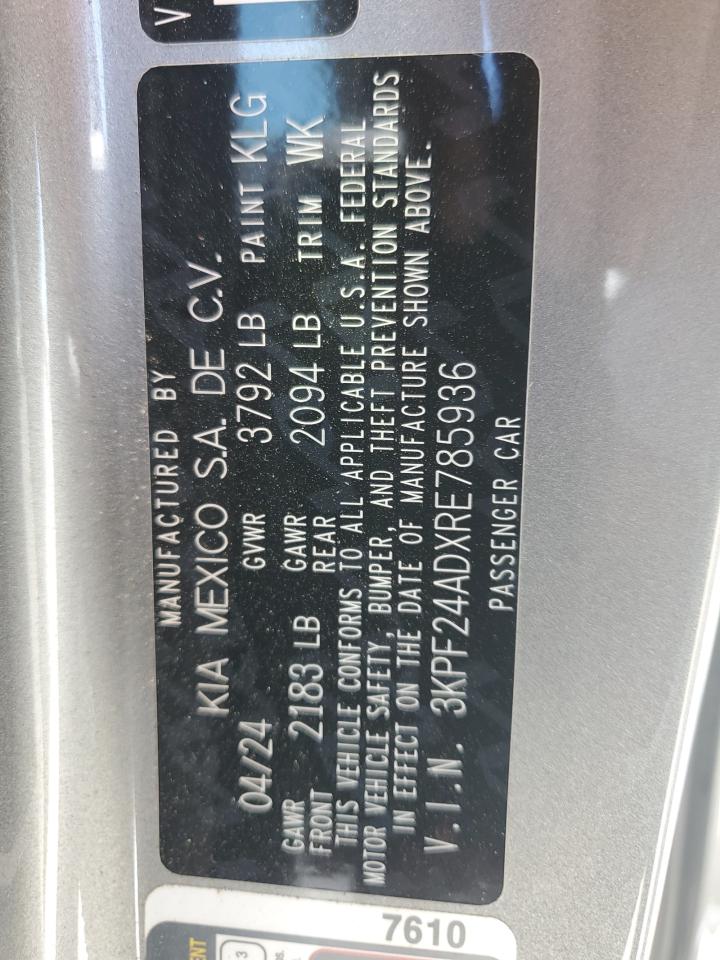 V
MANUFACTURED BY
KIA MEXICO S.A. DE C.V.
04/24 GVWR 3792 LB PAINT KLG
GAWR FRONT 2183 LB GAWR REAR 2094 LB TRIM WK
THIS VEHICLE CONFORMS TO ALL APPLICABLE U.S.A. FEDERAL
MOTOR VEHICLE SAFETY, BUMPER, AND THEFT PREVENTION STANDARDS
IN EFFECT ON THE DATE OF MANUFACTURE SHOWN ABOVE.
V.I.N. 3KPF24ADXRE785936
PASSENGER CAR
7610
ENT
3